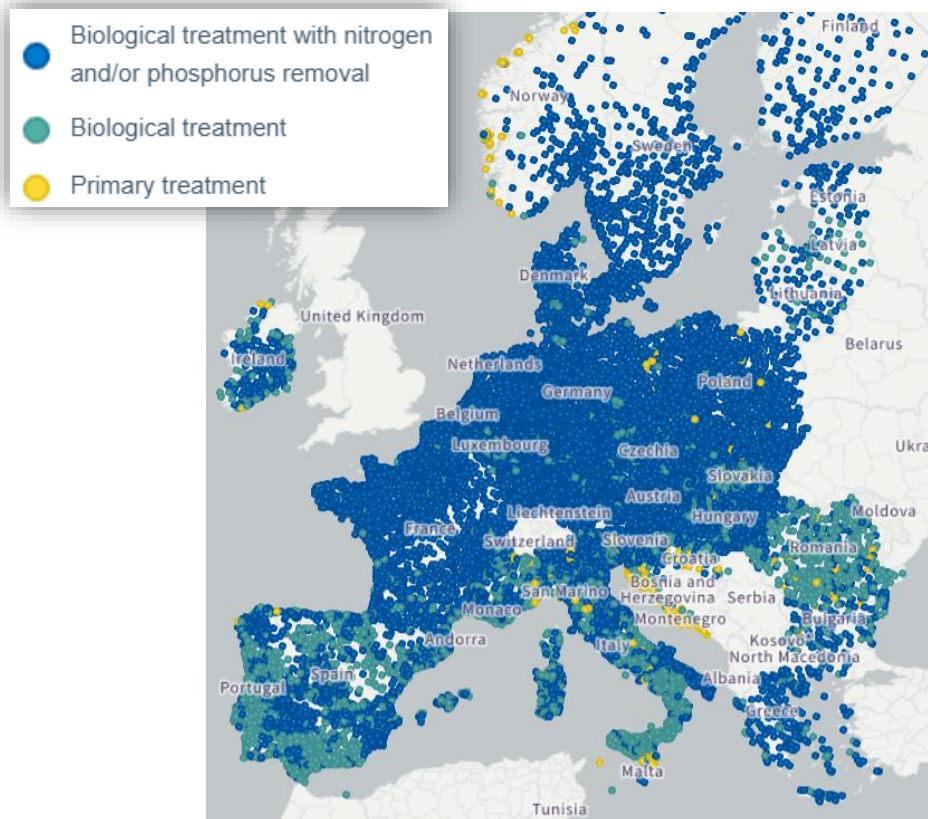 Biological treatment with nitrogen
and/or phosphorus removal
Biological treatment
Primary treatment
Finland
Norway
Sweden
Estonia
Latvia
Denmark
Lithuania
United Kingdom
Ireland
Belarus
Netherlands
Germany
Poland
Belgium
Luxembourg
Czechia
Ukra
Slovakia
Austria
Liechtenstein
Hungary
Moldova
France
Switzerland
Slovenia
Romania
Croatia
San Marino
Bosnia and
Herzegovina
Serbia
Monaco
Montenegro
Bulgaria
Andorra
Italy
Kosovo*
North Macedonia
Spain
Albania
Portugal
Greece
Malta
Tunisia